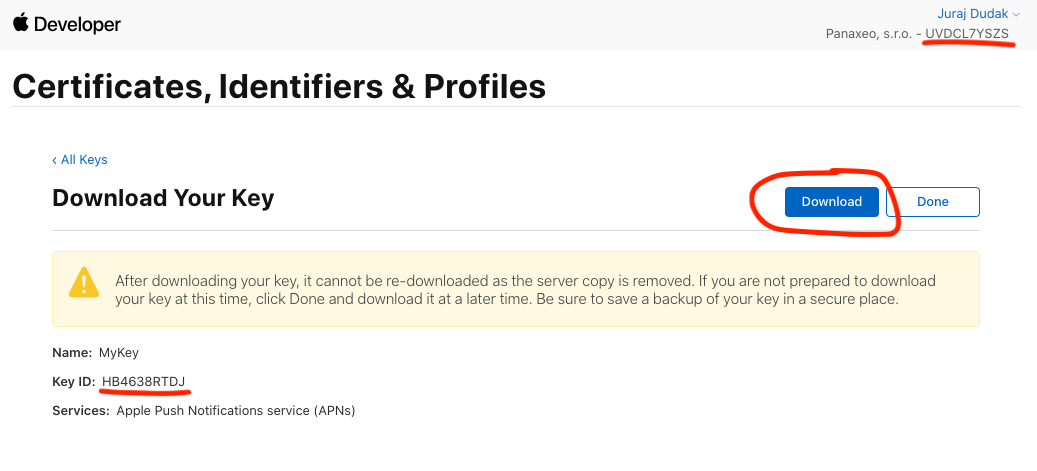 Developer
Juraj Dudak
Panaxeo, s.r.o. - UVDCL7YSZS
Certificates, Identifiers & Profiles
‹ All Keys
Download Your Key
Download
Done
After downloading your key, it cannot be re-downloaded as the server copy is removed. If you are not prepared to download
your key at this time, click Done and download it at a later time. Be sure to save a backup of your key in a secure place.
Name: MyKey
Key ID: HB4638RTDJ
Services: Apple Push Notifications service (APNs)